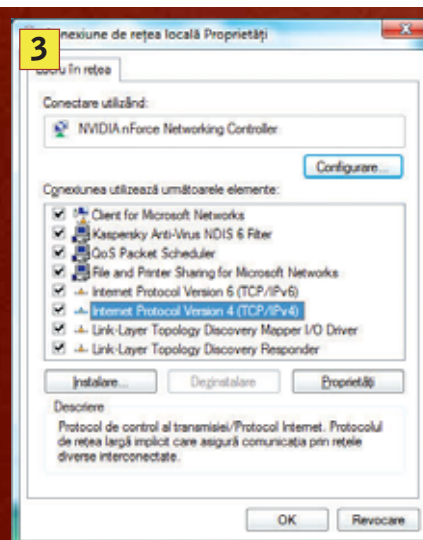 3
nexiune de rețea locală Proprietăți
Lucru în rețea
Conectare utilizând:
NVIDIA nForce Networking Controller
Configurare...
Conexiunea utilizează următoarele elemente:
Client for Microsoft Networks
Kaspersky Anti-Virus NDIS 6 Filter
QoS Packet Scheduler
File and Printer Sharing for Microsoft Networks
Internet Protocol Version 6 (TCP/IPv6)
Internet Protocol Version 4 (TCP/IPv4)
Link-Layer Topology Discovery Mapper I/O Driver
Link-Layer Topology Discovery Responder
Instalare... Dezinstalare Proprietăți
Descriere
Protocol de control al transmisiei/Protocol Internet. Protocolul
de rețea largă implicit care asigură comunicația prin rețele
diverse interconectate.
OK Revocare